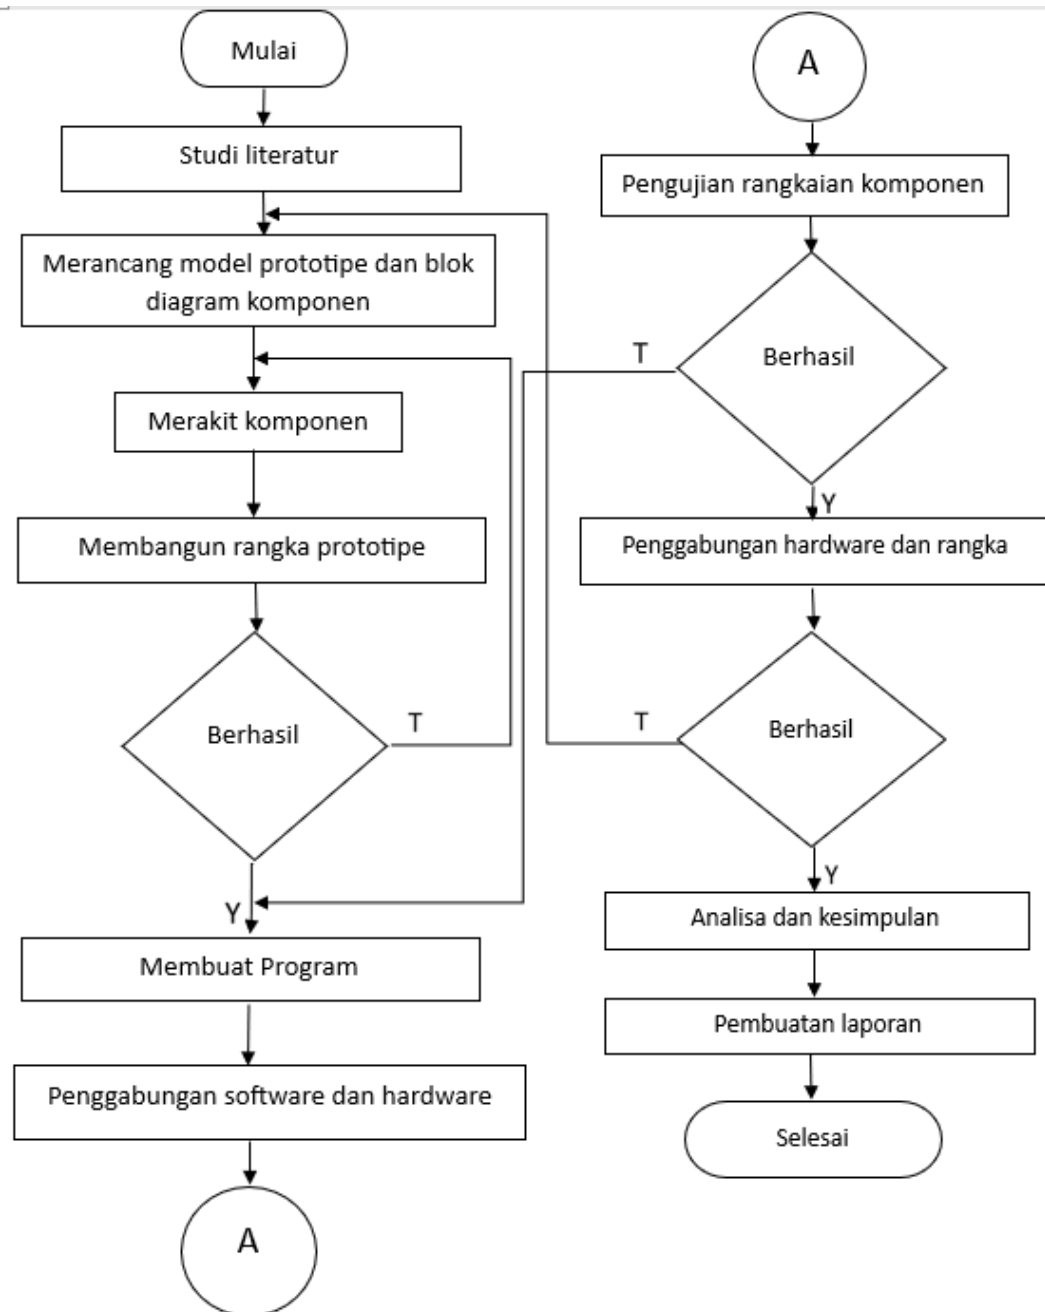 Mulai
Studi literatur
Merancang model prototipe dan blok
diagram komponen
Merakit komponen
Membangun rangka prototipe
Berhasil
T
Y
Membuat Program
Penggabungan software dan hardware
A
A
Pengujian rangkaian komponen
Berhasil
T
Y
Penggabungan hardware dan rangka
Berhasil
T
Y
Analisa dan kesimpulan
Pembuatan laporan
Selesai